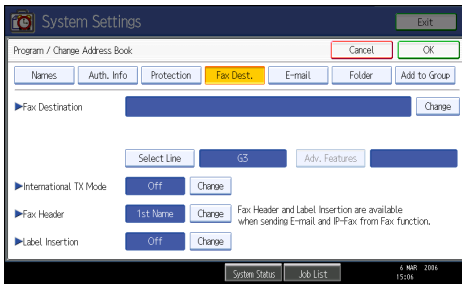 System Settings
Exit
Program / Change Address Book
Cancel
OK
Names
Auth. Info
Protection
Fax Dest.
E-mail
Folder
Add to Group
▶Fax Destination
Change
Select Line
G3
Adv. Features
▶International TX Mode
Off
Change
▶Fax Header
1st Name
Change
Fax Header and Label Insertion are available
when sending E-mail and IP-Fax from Fax function.
▶Label Insertion
Off
Change
System Status
Job List
6 MAR 2006
15:06